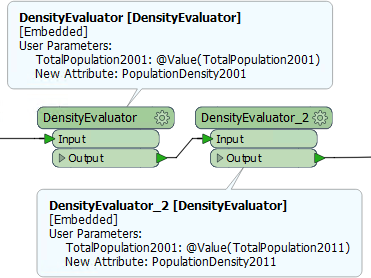 DensityEvaluator [DensityEvaluator]
[Embedded]
User Parameters:
TotalPopulation2001: @Value(TotalPopulation2001)
New Attribute: PopulationDensity2001
DensityEvaluator
DensityEvaluator_2
Input
Input
Output
Output
DensityEvaluator_2 [DensityEvaluator]
[Embedded]
User Parameters:
TotalPopulation2001: @Value(TotalPopulation2011)
New Attribute: PopulationDensity2011